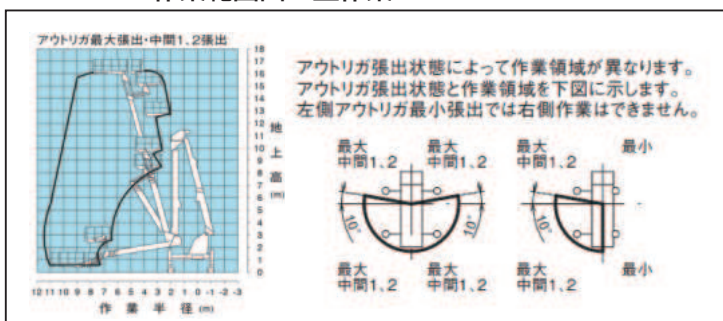 アウトリガ最大張出・中間1、2張出
18
17
16
15
14
13
12
11
10
9
8
7
6
5
4
3
2
1
0
地上高(m)
12 11 10 9 8 7 6 5 4 3 2 1 0 -1 -2 -3
作業半径(m)
アウトリガ張出状態によって作業領域が異なります。
アウトリガ張出状態と作業領域を下図に示します。
左側アウトリガ最小張出では右側作業はできません。
最大 最大 最大 最小
中間1、2 中間1、2 中間1、2
10° 10° 10°
最大 最大 最大 最小
中間1、2 中間1、2 中間1、2